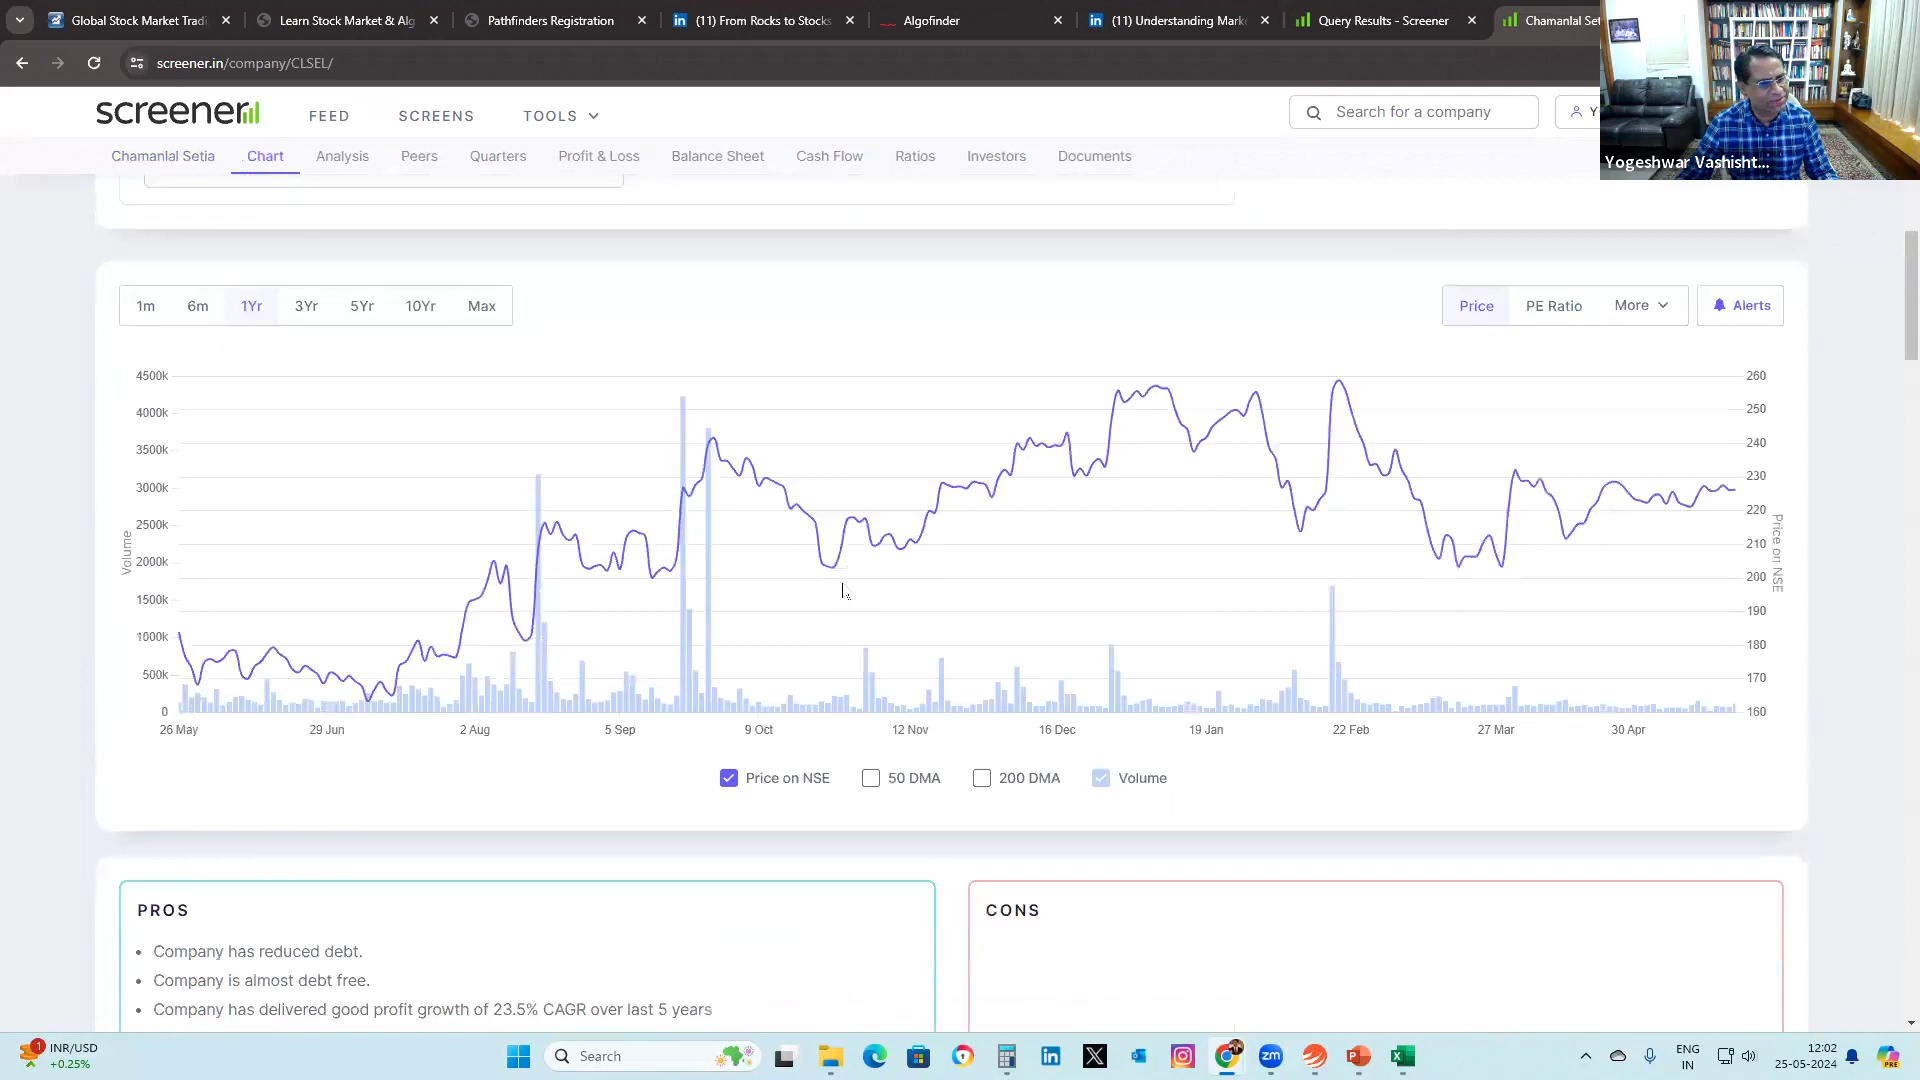 Global Stock Market Tradi
Learn Stock Market & Alg
Pathfinders Registration
(11) From Rocks to Stocks
Algofinder
(11) Understanding Mark
Query Results - Screener
Chamanlal Seti
screener.in/company/CLSEL/
screener
FEED
SCREENS
TOOLS
Search for a company
Y
Yogeshwar Vashisht...
Chamanlal Setia
Chart
Analysis
Peers
Quarters
Profit & Loss
Balance Sheet
Cash Flow
Ratios
Investors
Documents
1m
6m
1Yr
3Yr
5Yr
10Yr
Max
Price
PE Ratio
More
Alerts
4500k
4000k
3500k
3000k
2500k
2000k
1500k
1000k
500k
0
Volume
260
250
240
230
220
210
200
190
180
170
160
Price on NSE
26 May
29 Jun
2 Aug
5 Sep
9 Oct
12 Nov
16 Dec
19 Jan
22 Feb
27 Mar
30 Apr
Price on NSE
50 DMA
200 DMA
Volume
PROS
Company has reduced debt.
Company is almost debt free.
Company has delivered good profit growth of 23.5% CAGR over last 5 years
CONS
1
INR/USD
+0.25%
Search
zm
ENG
IN
12:02
25-05-2024
PRE